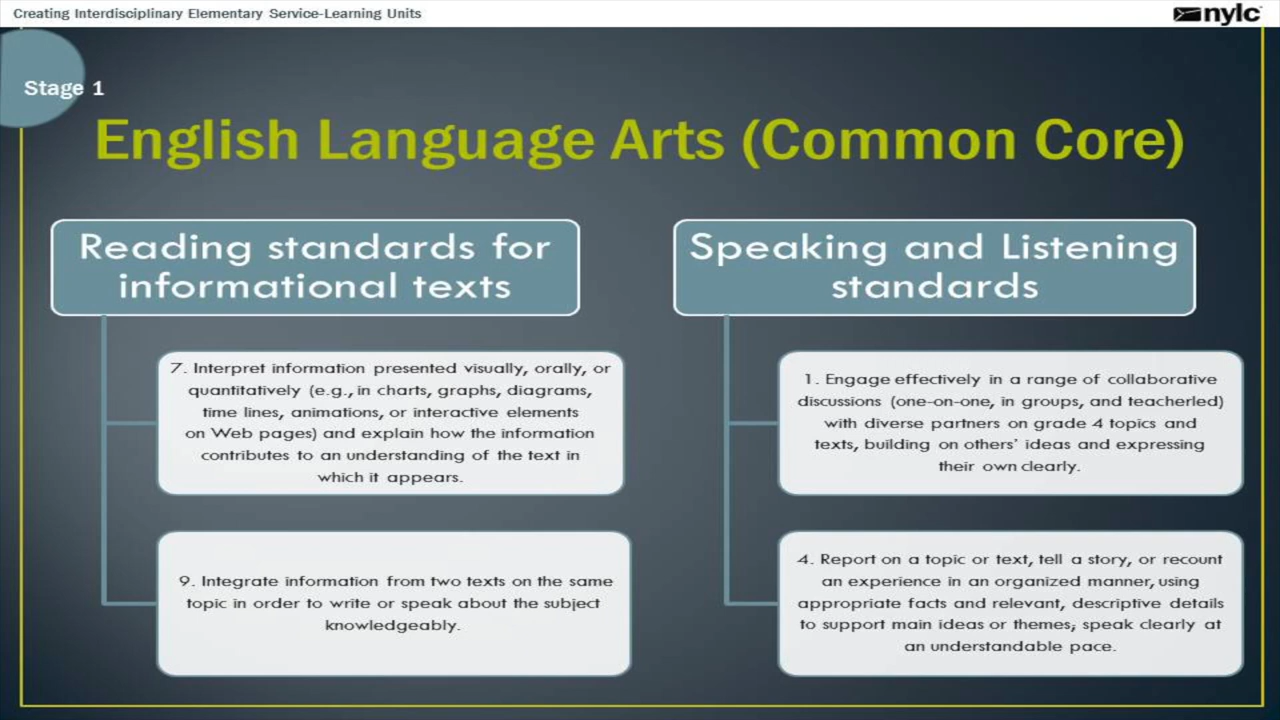 Creating Interdisciplinary Elementary Service-Learning Units
nylc
Stage 1
English Language Arts (Common Core)
Reading standards for
informational texts
7. Interpret information presented visually, orally, or
quantitatively (e.g., in charts, graphs, diagrams,
time lines, animations, or interactive elements
on Web pages) and explain how the information
contributes to an understanding of the text in
which it appears.
9. Integrate information from two texts on the same
topic in order to write or speak about the subject
knowledgeably.
Speaking and Listening
standards
1. Engage effectively in a range of collaborative
discussions (one-on-one, in groups, and teacherled)
with diverse partners on grade 4 topics and
texts, building on others’ ideas and expressing
their own clearly.
4. Report on a topic or text, tell a story, or recount
an experience in an organized manner, using
appropriate facts and relevant, descriptive details
to support main ideas or themes; speak clearly at
an understandable pace.